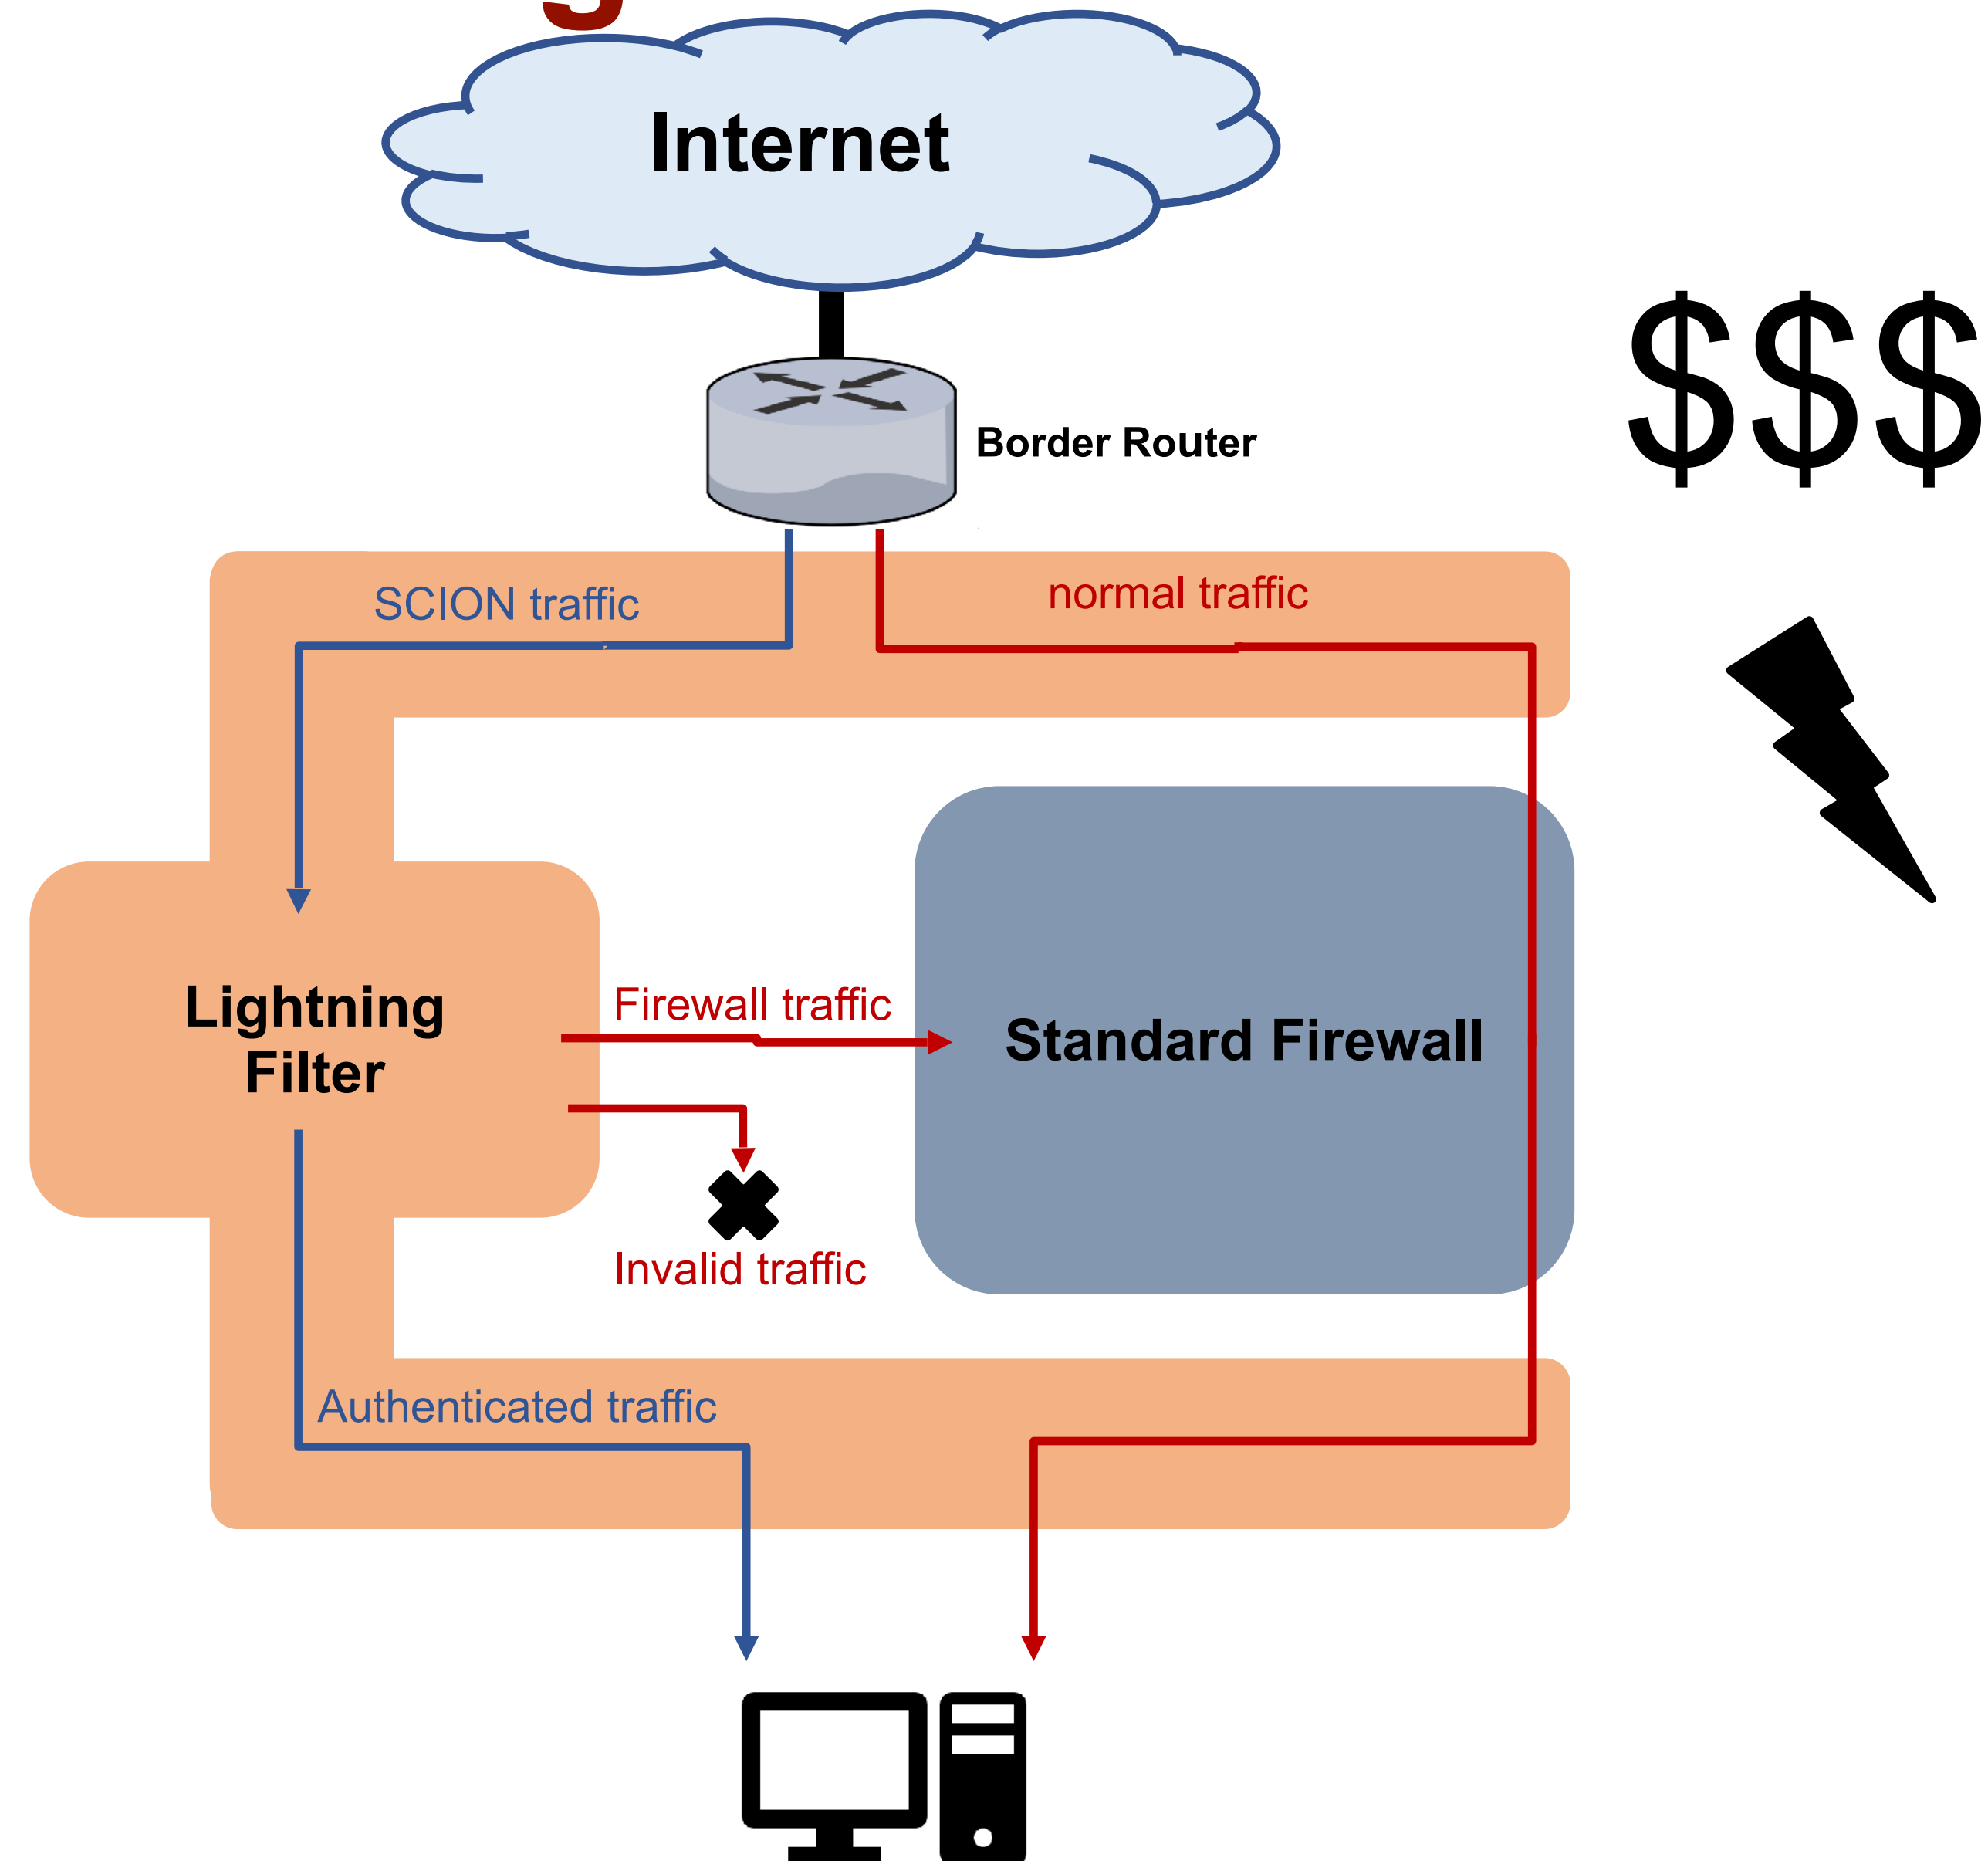 Internet
Border Router
$$$
SCION traffic
normal traffic
Lightning
Filter
Firewall traffic
Standard Firewall
Invalid traffic
Authenticated traffic